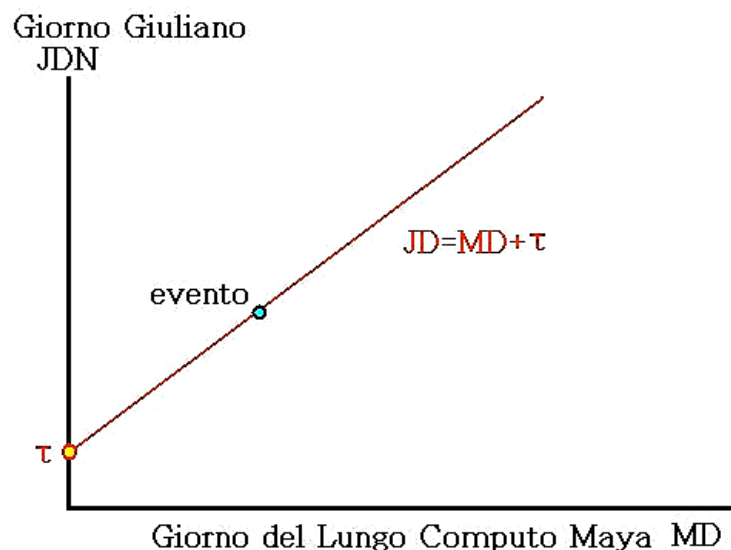 Giorno Giuliano
JDN
JD=MD+τ
evento
τ
Giorno del Lungo Computo Maya MD